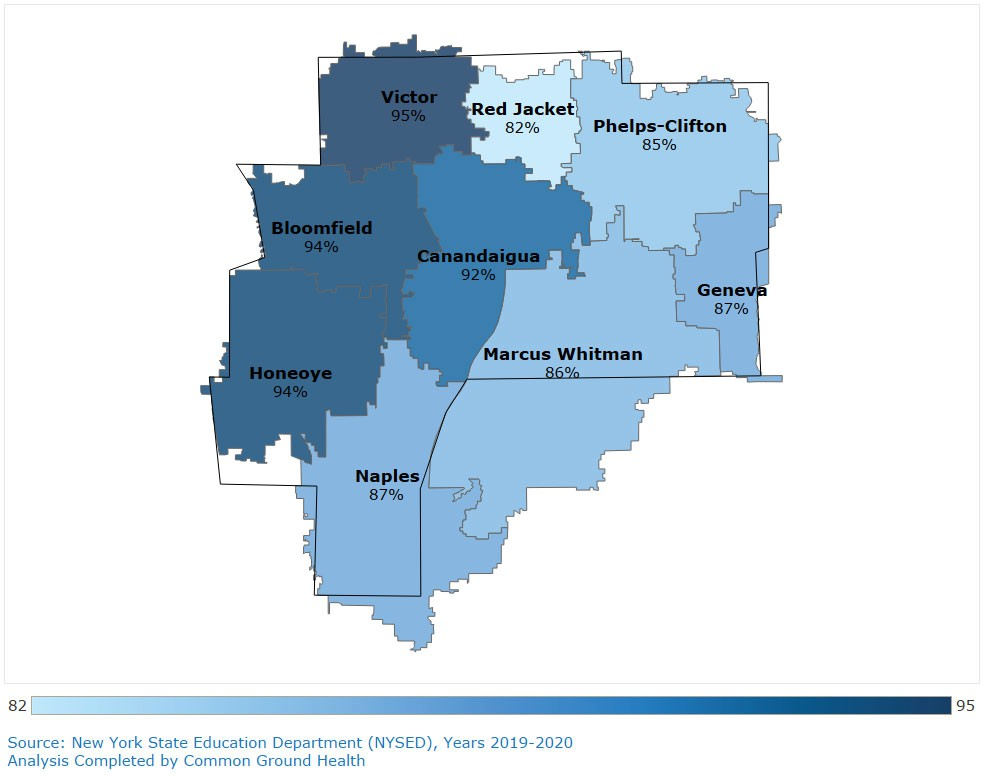 Victor
95%
Red Jacket
82%
Phelps-Clifton
85%
Bloomfield
94%
Canandaigua
92%
Geneva
87%
Marcus Whitman
86%
Honeoye
94%
Naples
87%
82
95
Source: New York State Education Department (NYSED), Years 2019-2020
Analysis Completed by Common Ground Health